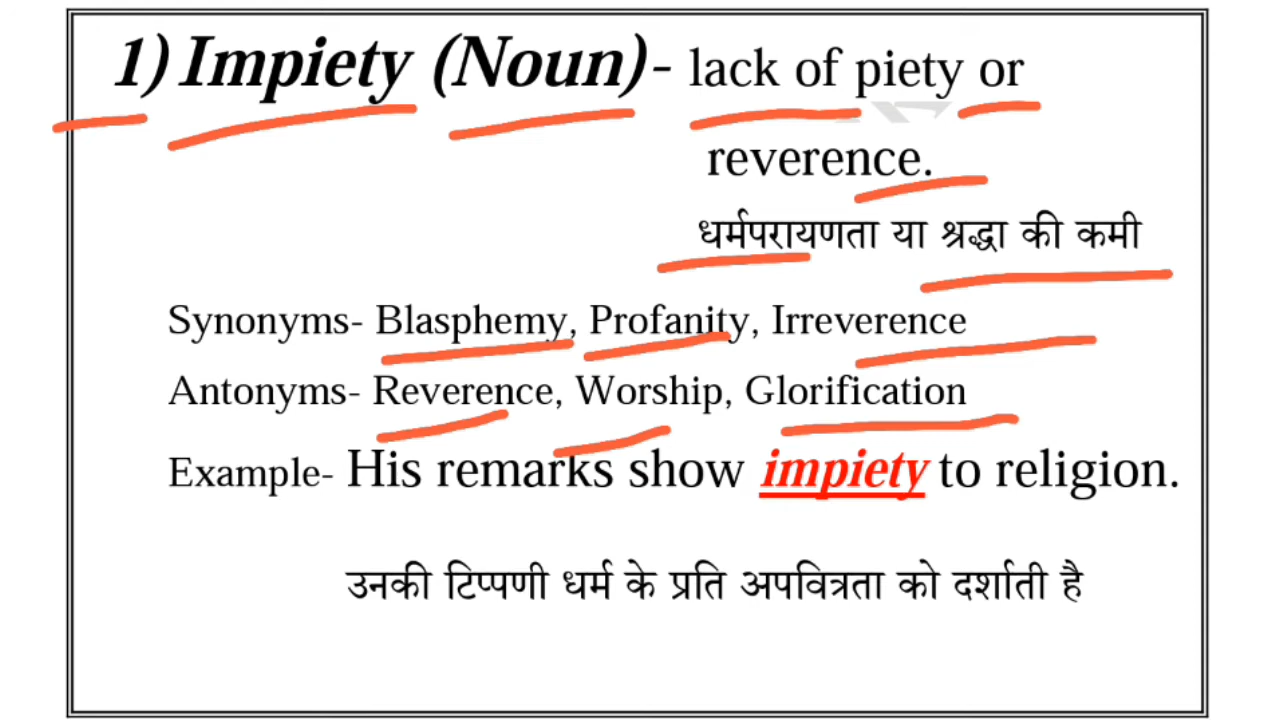 1) Impiety (Noun)- lack of piety or
reverence.
धर्मपरायणता या श्रद्धा की कमी
Synonyms- Blasphemy, Profanity, Irreverence
Antonyms- Reverence, Worship, Glorification
Example- His remarks show impiety to religion.
उनकी टिप्पणी धर्म के प्रति अपवित्रता को दर्शाती है